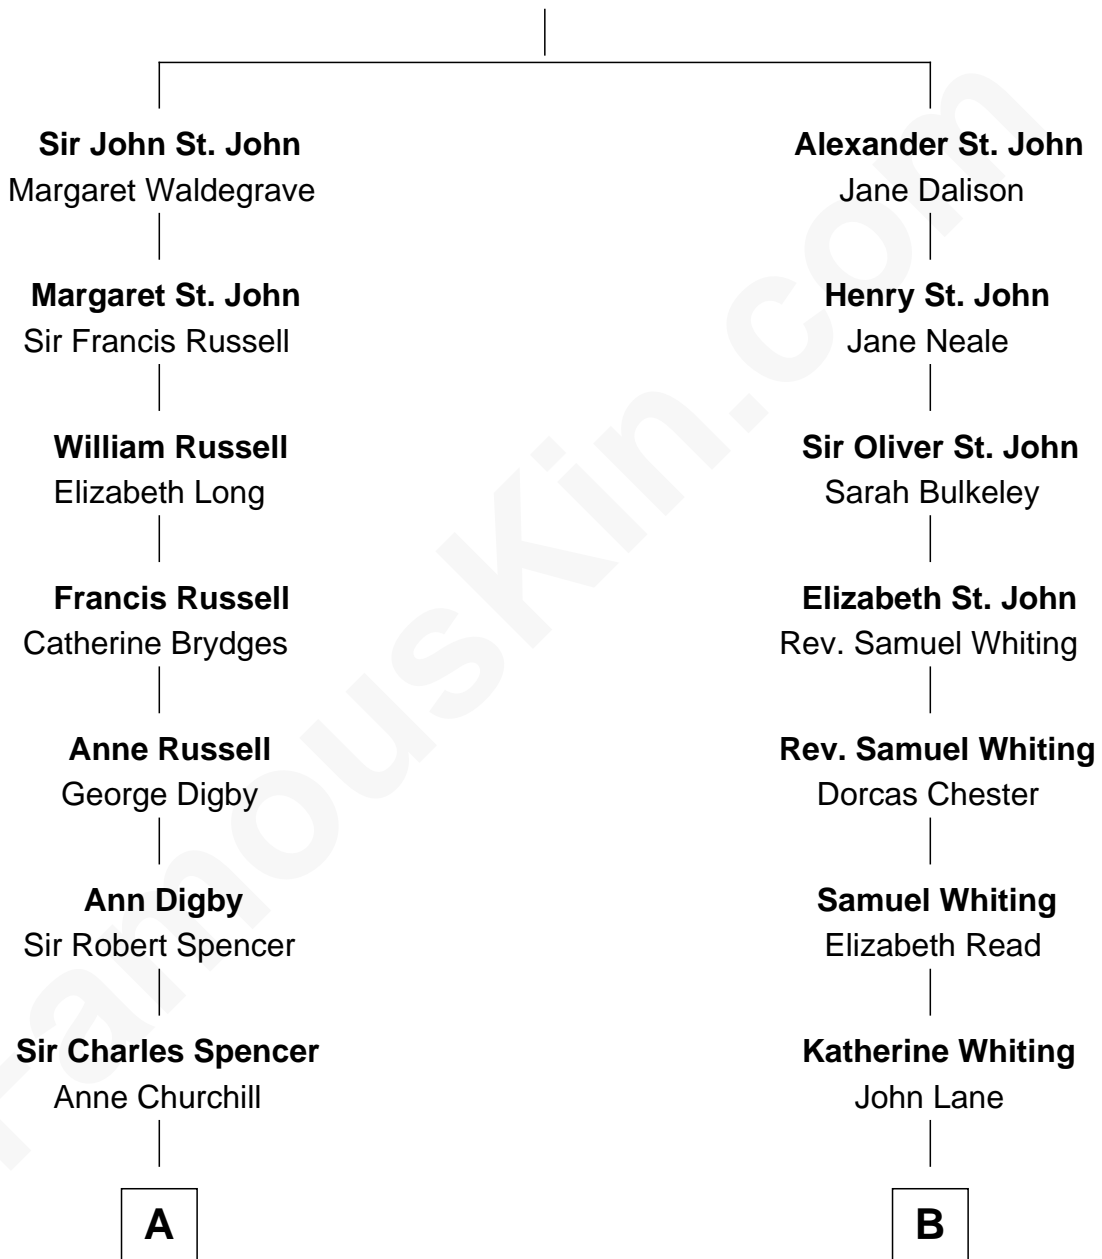 Sir John St. John
Margaret Waldegrave
Margaret St. John
Sir Francis Russell
William Russell
Elizabeth Long
Francis Russell
Catherine Brydges
Anne Russell
George Digby
Ann Digby
Sir Robert Spencer
Sir Charles Spencer
Anne Churchill
A
Alexander St. John
Jane Dalison
Henry St. John
Jane Neale
Sir Oliver St. John
Sarah Bulkeley
Elizabeth St. John
Rev. Samuel Whiting
Rev. Samuel Whiting
Dorcas Chester
Samuel Whiting
Elizabeth Read
Katherine Whiting
John Lane
B
FamousKin.com